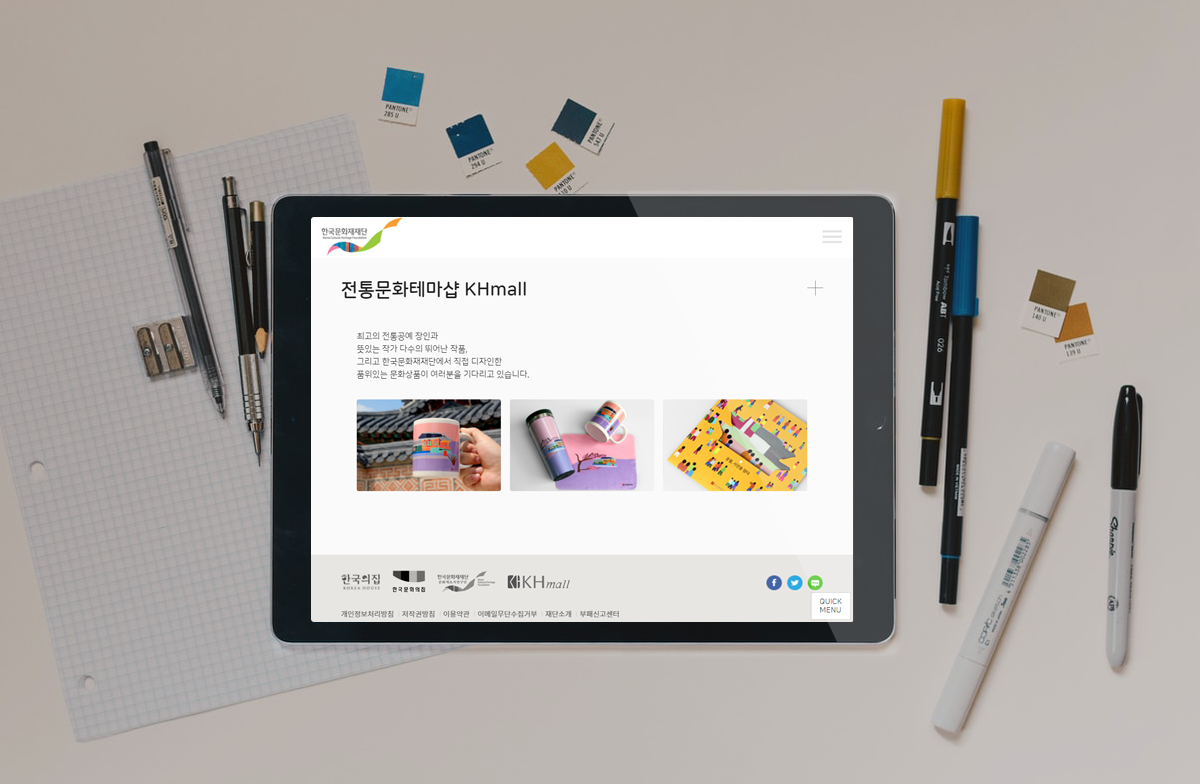 PANTONE
285 U
PANTONE
294 U
PANTONE
547 U
PANTONE
110 U
한국문화재재단
Korea Cultural Heritage Foundation
전통문화테마샵 KHmall
최고의 전통공예 장인과
뜻있는 작가 다수의 뛰어난 작품,
그리고 한국문화재재단에서 직접 디자인한
품위있는 문화상품이 여러분을 기다리고 있습니다.
한국의집
KOREA HOUSE
한국문화의집
한국문화재재단
KHmall
QUICK
MENU
개인정보처리방침
저작권방침
이용약관
이메일무단수집거부
재단소개
부패신고센터
PANTONE
140 U
PANTONE
139 U
Tombow
ABT
026
COPIC
Sharpie